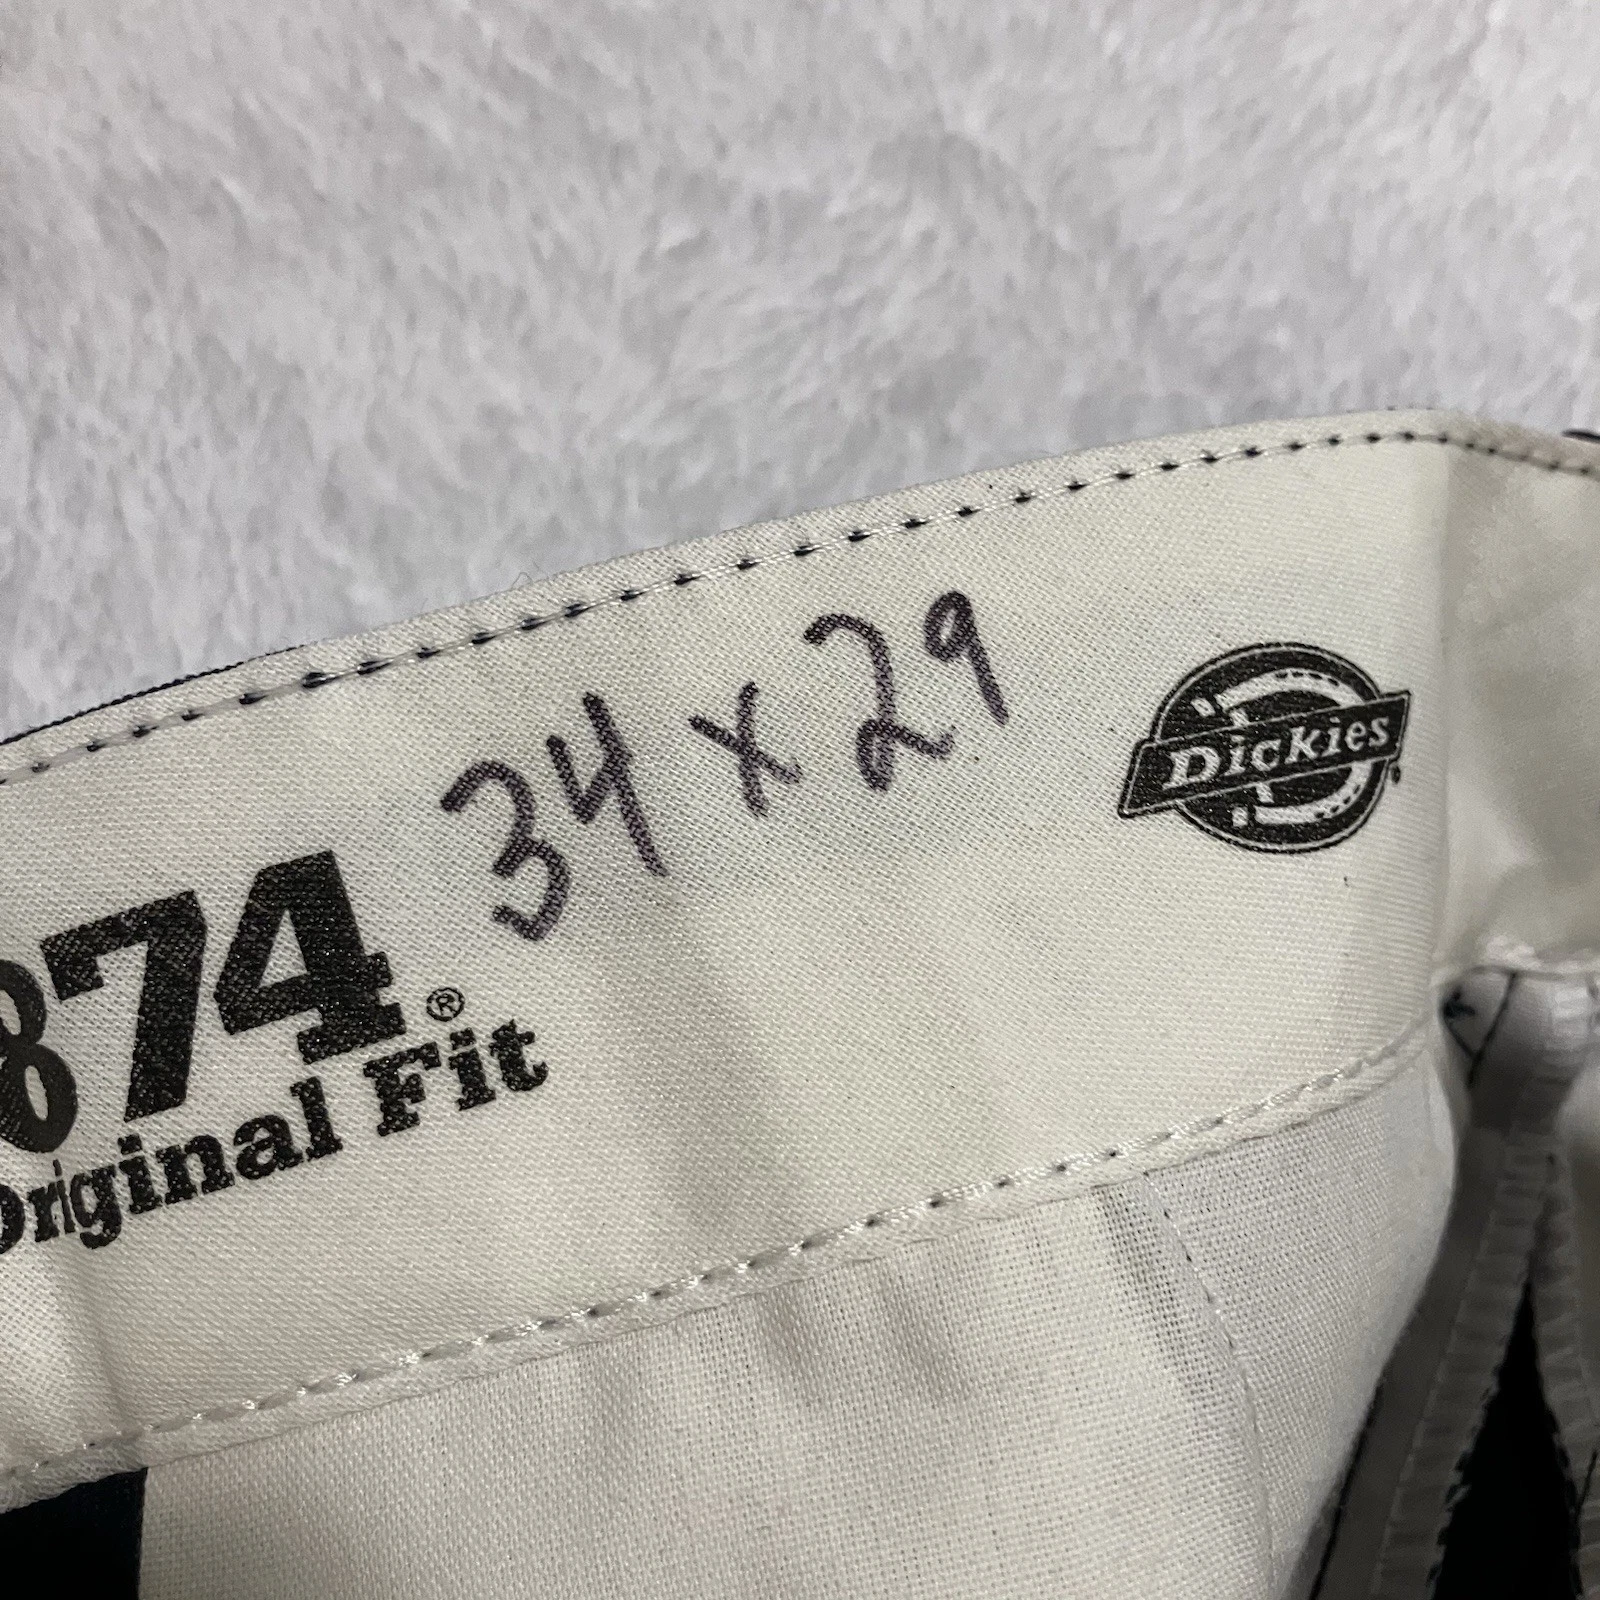 34 x 29
Dickies
874®
Original Fit